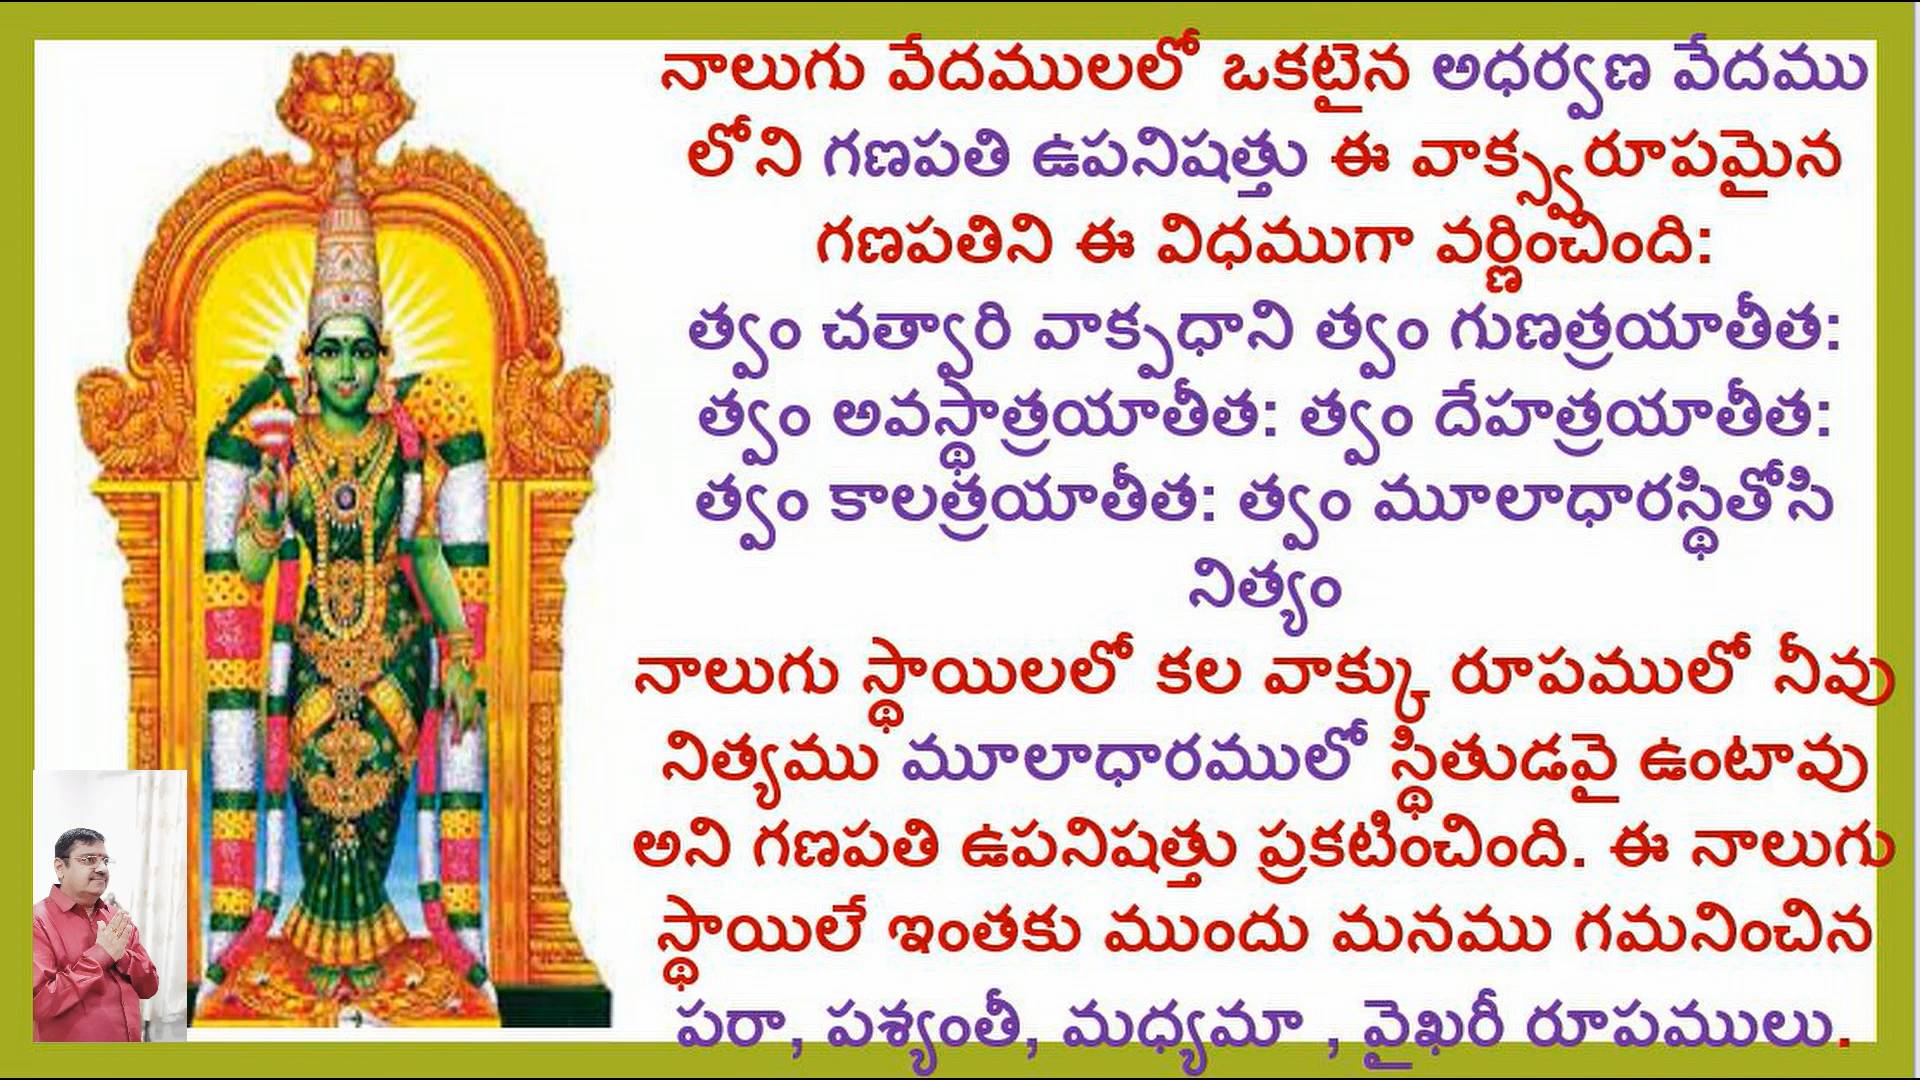 నాలుగు వేదములలో ఒకటైన అధర్వణ వేదము
లోని గణపతి ఉపనిషత్తు ఈ వాక్స్వరూపమైన
గణపతిని ఈ విధముగా వర్ణించింది:
త్వం చత్వారి వాక్పధాని త్వం గుణత్రయాతీత:
త్వం అవస్థాత్రయాతీత: త్వం దేహత్రయాతీత:
త్వం కాలత్రయాతీత: త్వం మూలాధారస్థితోసి
నిత్యం
నాలుగు స్థాయిలలో కల వాక్కు రూపములో నీవు
నిత్యము మూలాధారములో స్థితుడవై ఉంటావు
అని గణపతి ఉపనిషత్తు ప్రకటించింది. ఈ నాలుగు
స్థాయిలే ఇంతకు ముందు మనము గమనించిన
పరా, పశ్యంతీ, మధ్యమా , వైఖరీ రూపములు.